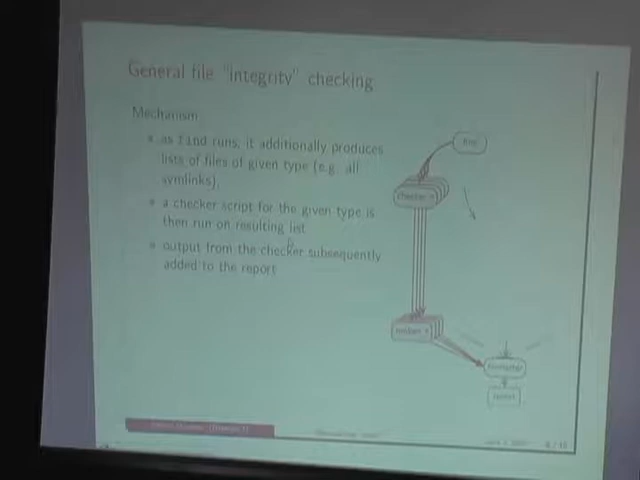 General file "integrity" checking
Mechanism
as find runs, it additionally produces
lists of files of given type (e.g. all
symlinks),
a checker script for the given type is
then run on resulting list
output from the checker subsequently
added to the report
find
checker
formatter
report